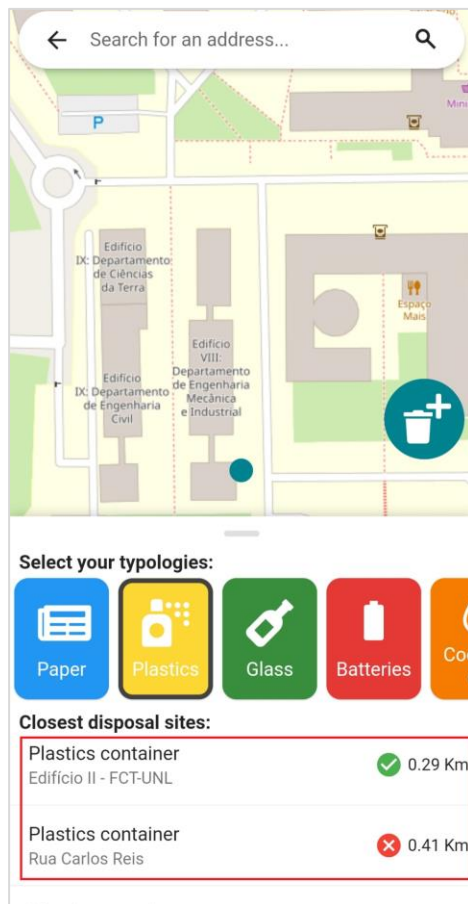 Search for an address...
P
Mini
Edifício
IX: Departamento
de Ciências
da Terra
Edifício
VIII:
Departamento
de Engenharia
Mecânica
e Industrial
Edifício
IX: Departamento
de Engenharia
Civil
Espaço
Mais
Select your typologies:
Paper
Plastics
Glass
Batteries
Closest disposal sites:
Plastics container
Edifício II - FCT-UNL
0.29 Km
Plastics container
Rua Carlos Reis
0.41 Km